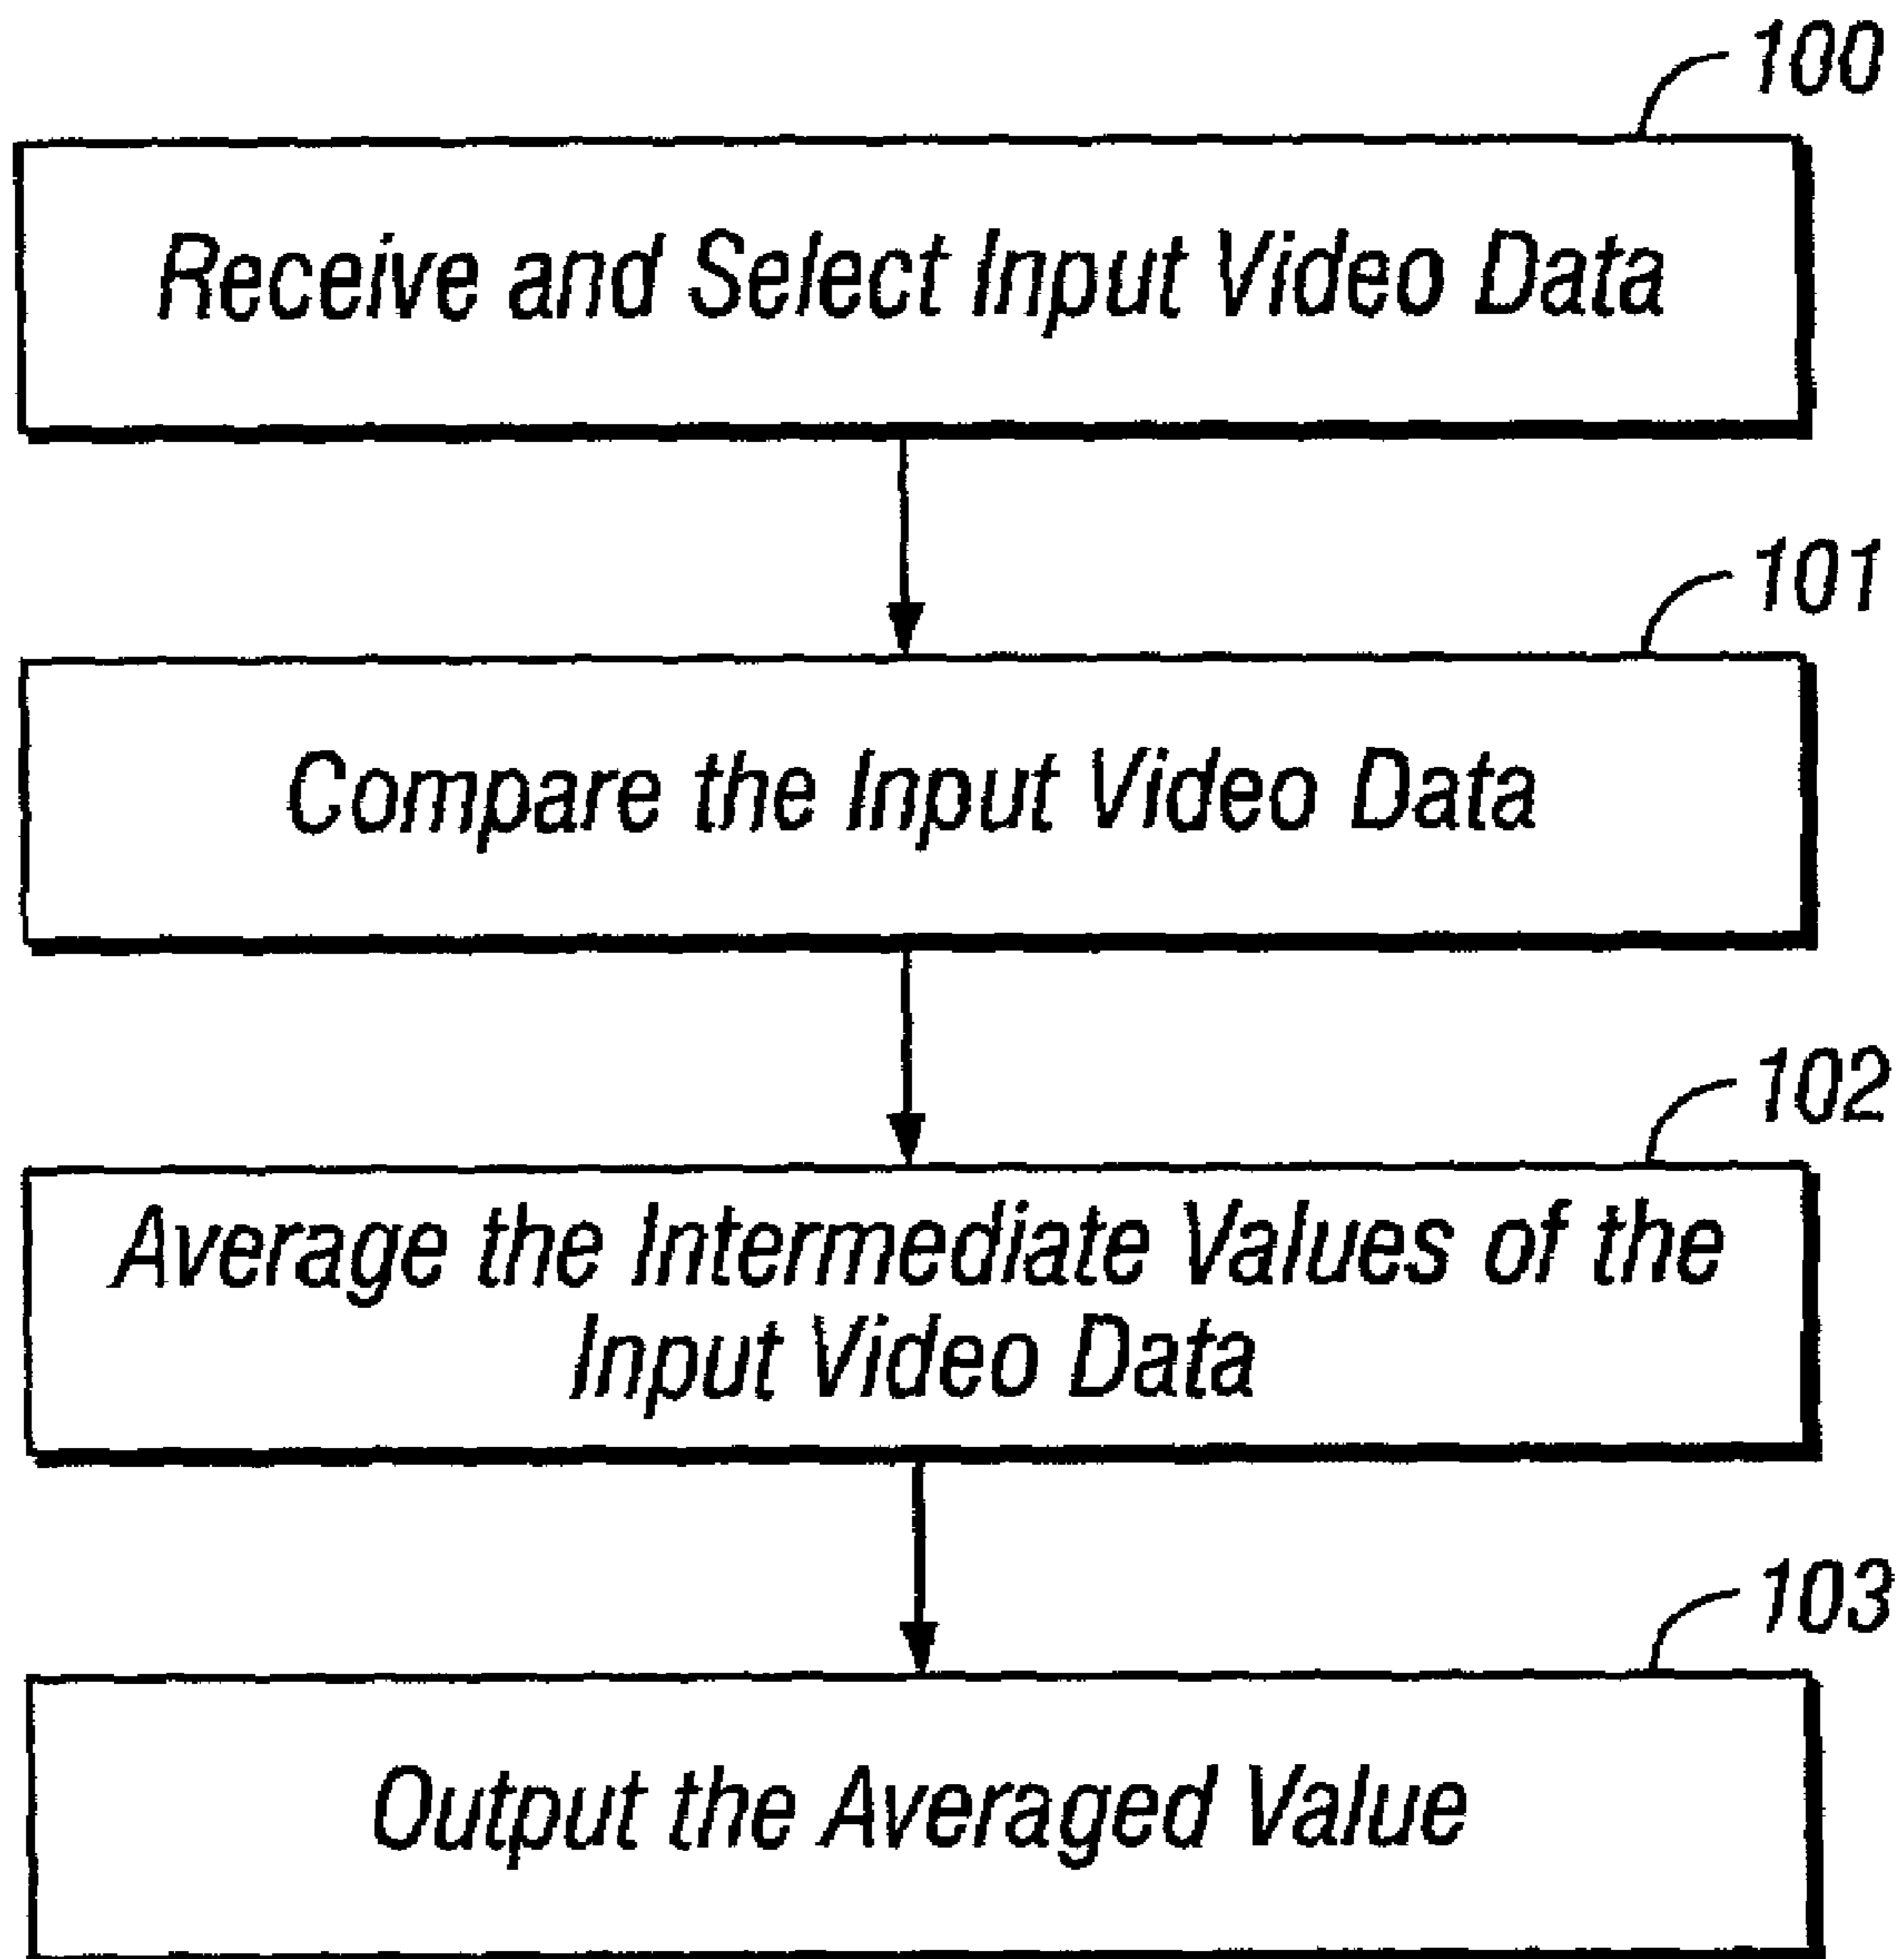 100
Receive and Select Input Video Data
101
Compare the Input Video Data
102
Average the Intermediate Values of the
Input Video Data
103
Output the Averaged Value